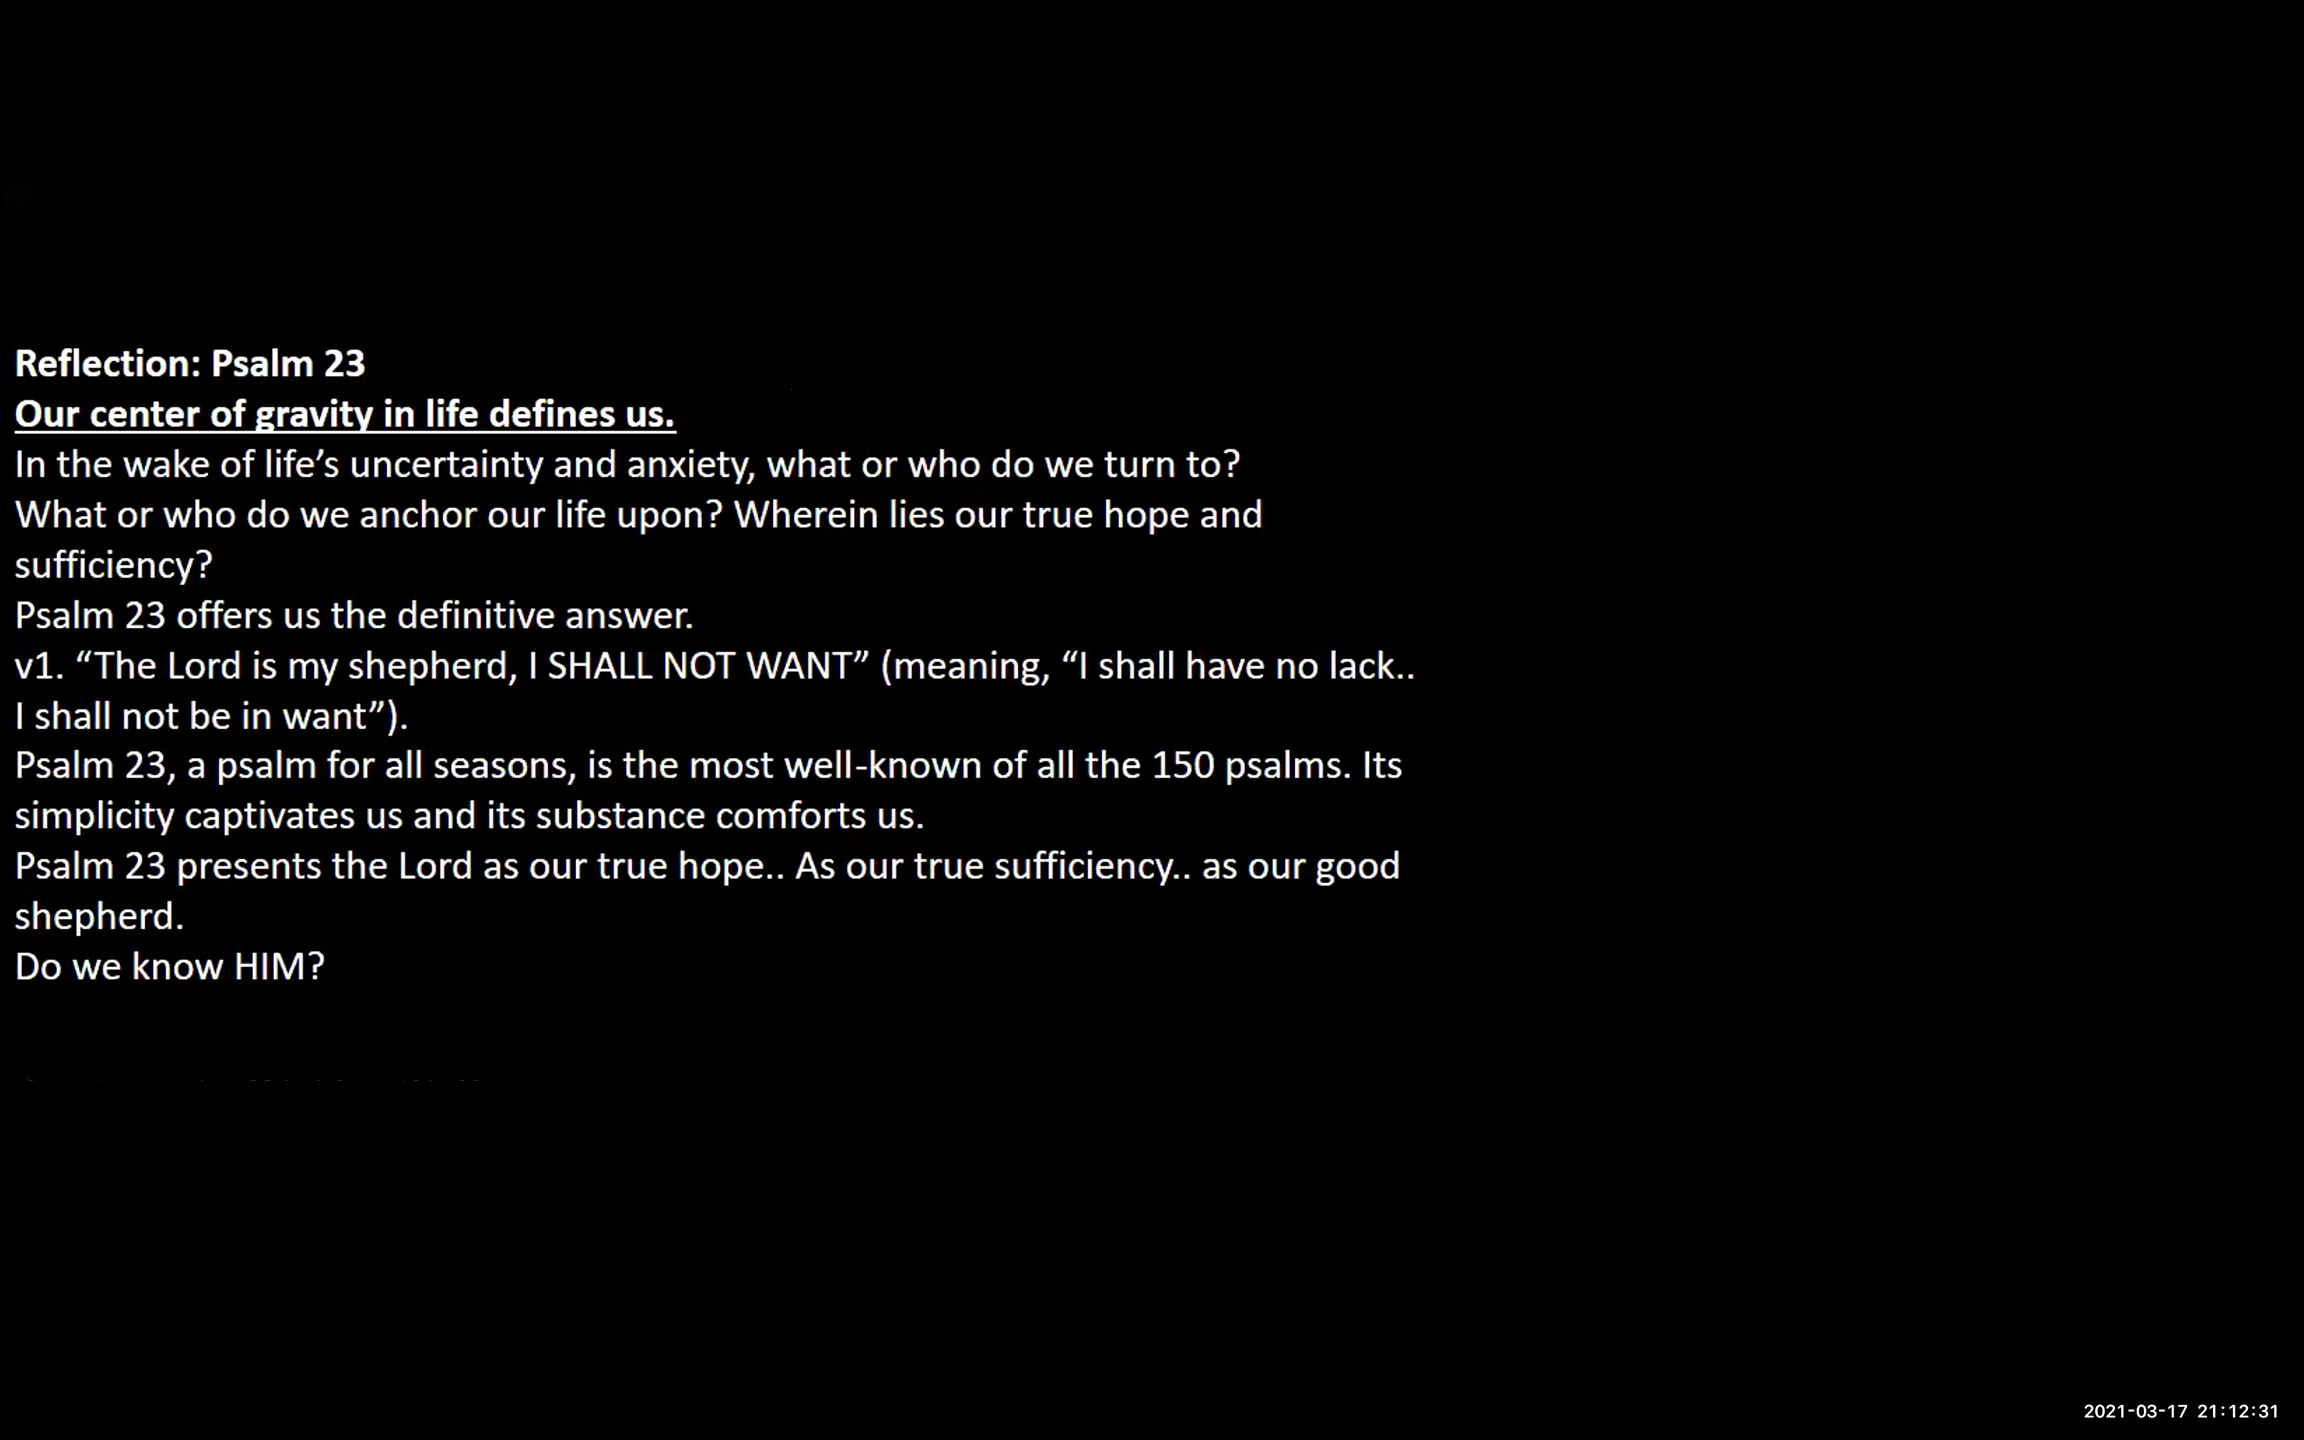 Reflection: Psalm 23
Our center of gravity in life defines us.
In the wake of life’s uncertainty and anxiety, what or who do we turn to?
What or who do we anchor our life upon? Wherein lies our true hope and
sufficiency?
Psalm 23 offers us the definitive answer.
v1. “The Lord is my shepherd, I SHALL NOT WANT” (meaning, “I shall have no lack..
I shall not be in want”).
Psalm 23, a psalm for all seasons, is the most well-known of all the 150 psalms. Its
simplicity captivates us and its substance comforts us.
Psalm 23 presents the Lord as our true hope.. As our true sufficiency.. as our good
shepherd.
Do we know HIM?
2021-03-17 21:12:31